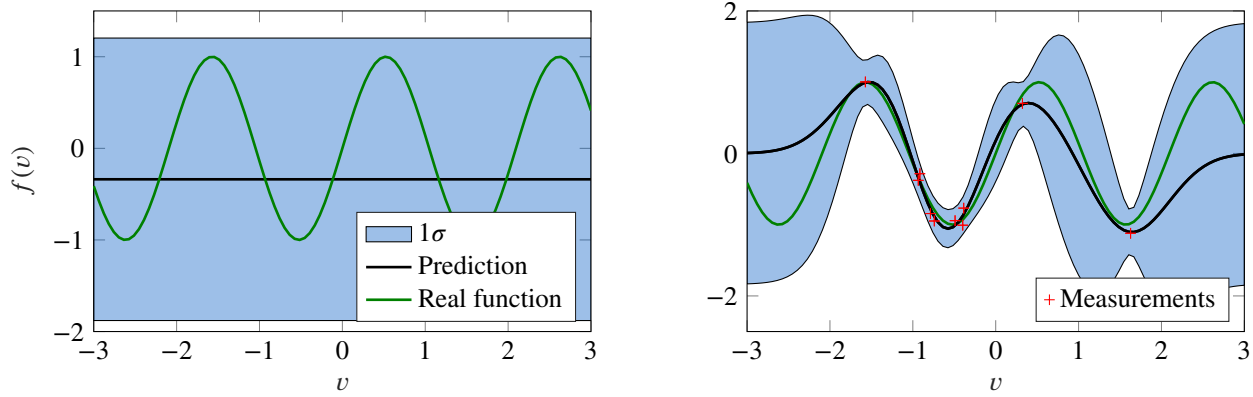 1
0
−1
−2
f(v)
1σ
Prediction
Real function
−3 −2 −1 0 1 2 3
v
2
0
−2
Measurements
−3 −2 −1 0 1 2 3
v